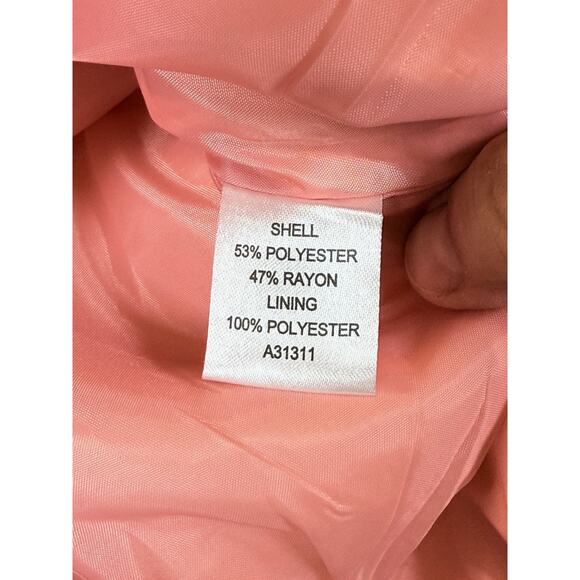 SHELL
53% POLYESTER
47% RAYON
LINING
100% POLYESTER
A31311